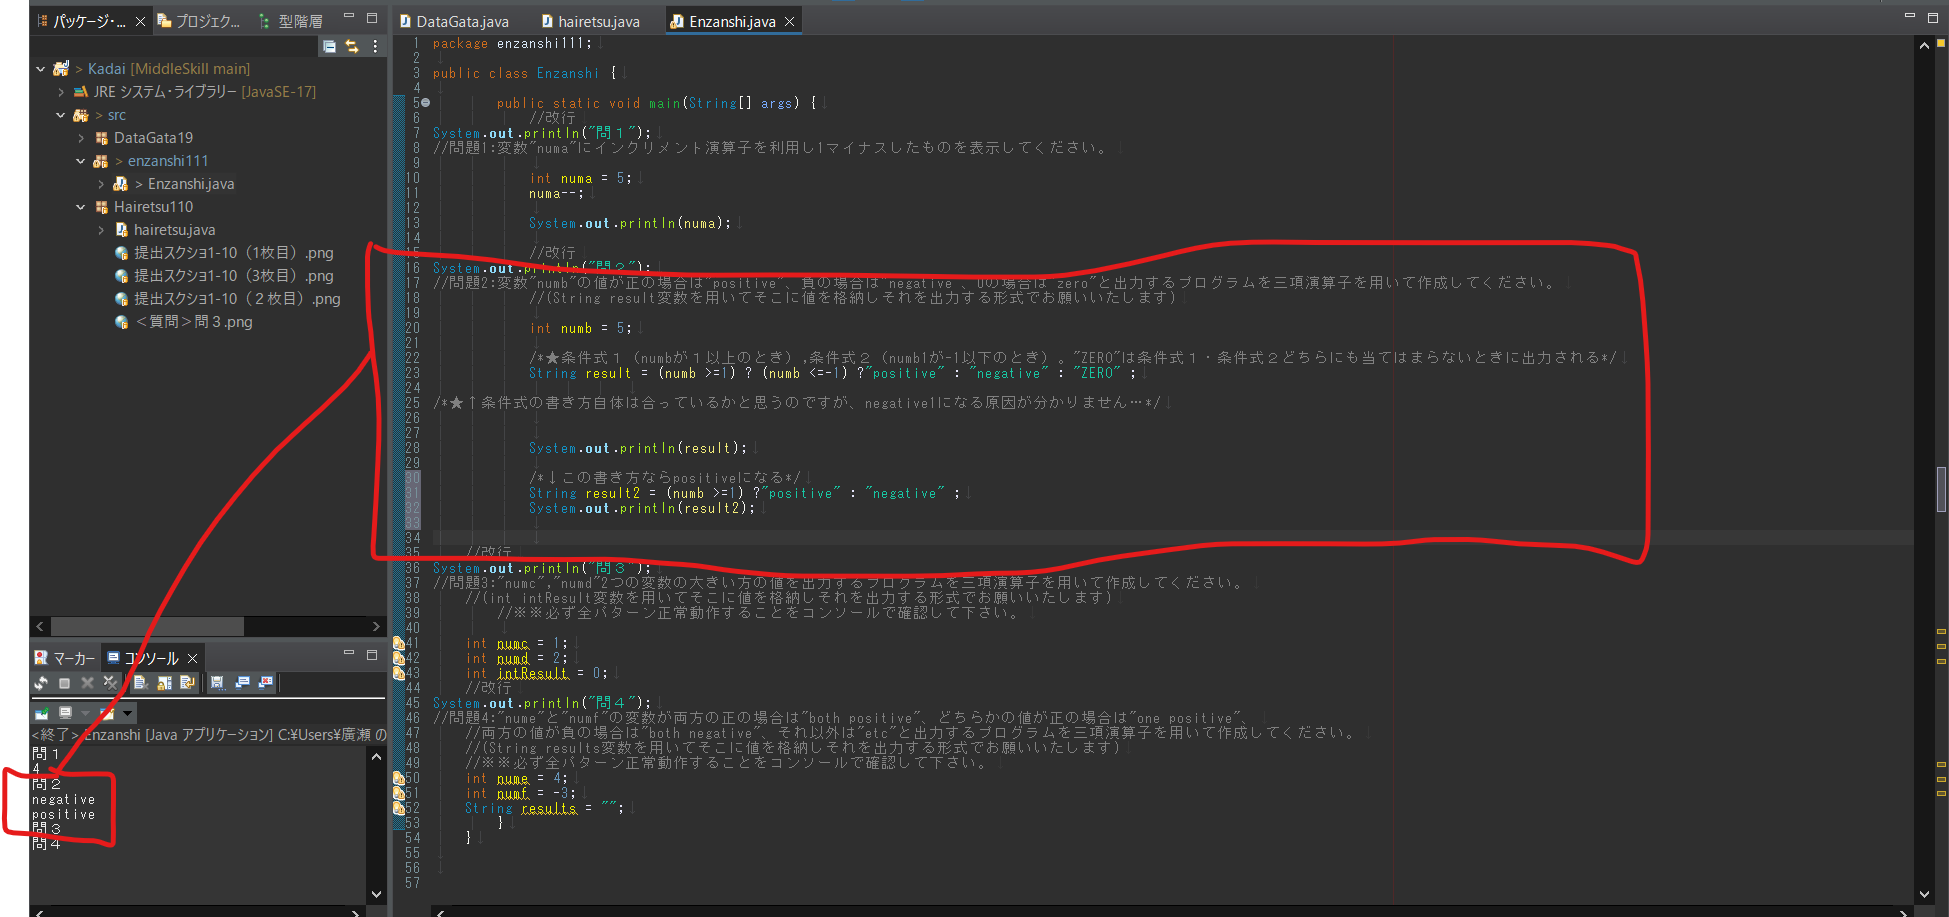 パッケージ・...
プロジェク...
型階層
> Kadai [MiddleSkill main]
JRE システム・ライブラリー [JavaSE-17]
> src
DataGata19
> enzanshi111
> Enzanshi.java
Hairetsu110
hairetsu.java
提出スクショ1-10（1枚目）.png
提出スクショ1-10（3枚目）.png
提出スクショ1-10（２枚目）.png
＜質問＞問３.png
マーカー
コンソール
<終了> Enzanshi [Java アプリケーション] C:¥Users¥廣瀬 の
問１
4
問２
negative
positive
問３
問４
DataGata.java
hairetsu.java
Enzanshi.java
1 package enzanshi111;
2
3 public class Enzanshi {
4
5 public static void main(String[] args) {
6 //改行
7 System.out.println("問１");
8 //問題1:変数"numa"にインクリメント演算子を利用し1マイナスしたものを表示してください。
9
10 int numa = 5;
11 numa--;
12
13 System.out.println(numa);
14
15 //改行
16 System.out.println("問２");
17 //問題2:変数"numb"の値が正の場合は"positive"、負の場合は"negative"、0の場合は"zero"と出力するプログラムを三項演算子を用いて作成してください。
18 //(String result変数を用いてそこに値を格納しそれを出力する形式でお願いいたします)
19
20 int numb = 5;
21
22 /*★条件式１（numbが１以上のとき）,条件式２（numb1が-1以下のとき）。"ZERO"は条件式１・条件式２どちらにも当てはまらないときに出力される*/
23 String result = (numb >=1) ? (numb <=-1) ?"positive" : "negative" : "ZERO" ;
24
25 /*★↑条件式の書き方自体は合っているかと思うのですが、negative1になる原因が分かりません…*/
26
27
28 System.out.println(result);
29
30 /*↓この書き方ならpositiveになる*/
31 String result2 = (numb >=1) ?"positive" : "negative" ;
32 System.out.println(result2);
33
34
35 //改行
36 System.out.println("問３");
37 //問題3:"numc","numd"2つの変数の大きい方の値を出力するプログラムを三項演算子を用いて作成してください。
38 //(int intResult変数を用いてそこに値を格納しそれを出力する形式でお願いいたします)
39 //※※必ず全パターン正常動作することをコンソールで確認して下さい。
40
41 int numc = 1;
42 int numd = 2;
43 int intResult = 0;
44 //改行
45 System.out.println("問４");
46 //問題4:"nume"と"numf"の変数が両方の正の場合は"both positive"、どちらかの値が正の場合は"one positive"、
47 //両方の値が負の場合は"both negative"、それ以外は"etc"と出力するプログラムを三項演算子を用いて作成してください。
48 //(String results変数を用いてそこに値を格納しそれを出力する形式でお願いいたします)
49 //※※必ず全パターン正常動作することをコンソールで確認して下さい。
50 int nume = 4;
51 int numf = -3;
52 String results = "";
53 }
54 }
55
56
57